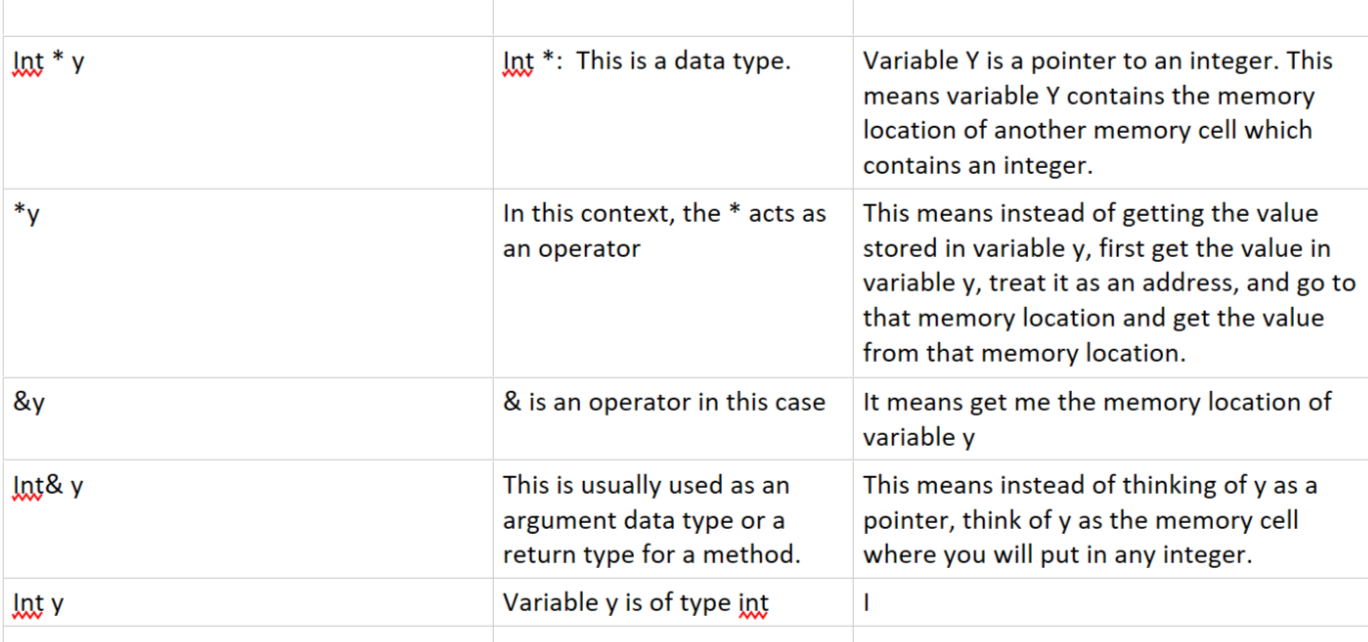 Int * y
Int *:  This is a data type.
Variable Y is a pointer to an integer. This
means variable Y contains the memory
location of another memory cell which
contains an integer.
*y
In this context, the * acts as
an operator
This means instead of getting the value
stored in variable y, first get the value in
variable y, treat it as an address, and go to
that memory location and get the value
from that memory location.
&y
& is an operator in this case
It means get me the memory location of
variable y
Int& y
This is usually used as an
argument data type or a
return type for a method.
This means instead of thinking of y as a
pointer, think of y as the memory cell
where you will put in any integer.
Int y
Variable y is of type int
I